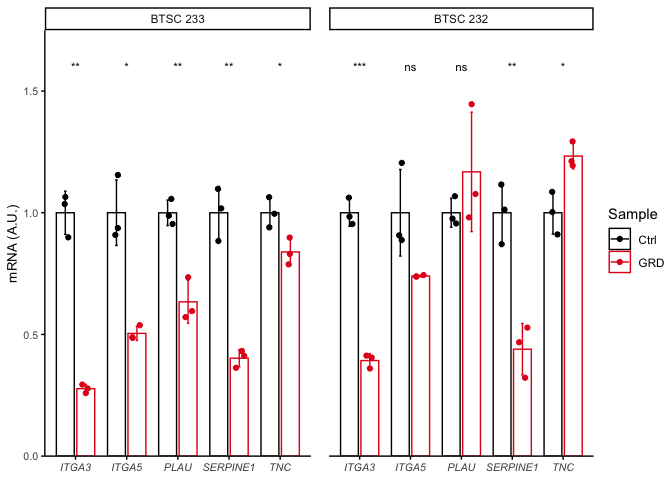 BTSC 233
BTSC 232
** * ** ** *
*** ns ns ** *
mRNA (A.U.)
1.5
1.0
0.5
0.0
ITGA3 ITGA5 PLAU SERPINE1 TNC
ITGA3 ITGA5 PLAU SERPINE1 TNC
Sample
Ctrl
GRD